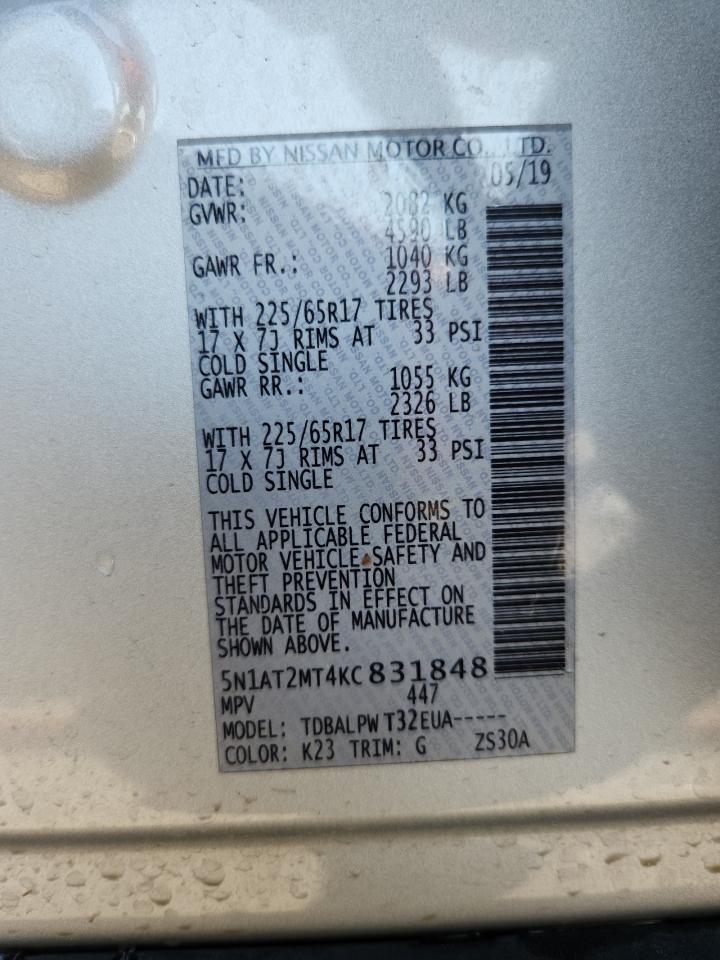 MFD BY NISSAN MOTOR CO., LTD.
DATE: 05/19
GVWR: 2082 KG
4590 LB
GAWR FR.: 1040 KG
2293 LB
WITH 225/65R17 TIRES
17 X 7J RIMS AT 33 PSI
COLD SINGLE
GAWR RR.: 1055 KG
2326 LB
WITH 225/65R17 TIRES
17 X 7J RIMS AT 33 PSI
COLD SINGLE
THIS VEHICLE CONFORMS TO
ALL APPLICABLE FEDERAL
MOTOR VEHICLE SAFETY AND
THEFT PREVENTION
STANDARDS IN EFFECT ON
THE DATE OF MANUFACTURE
SHOWN ABOVE.
5N1AT2MT4KC831848
MPV 447
MODEL: TDBALPWT32EUA-----
COLOR: K23 TRIM: G ZS30A